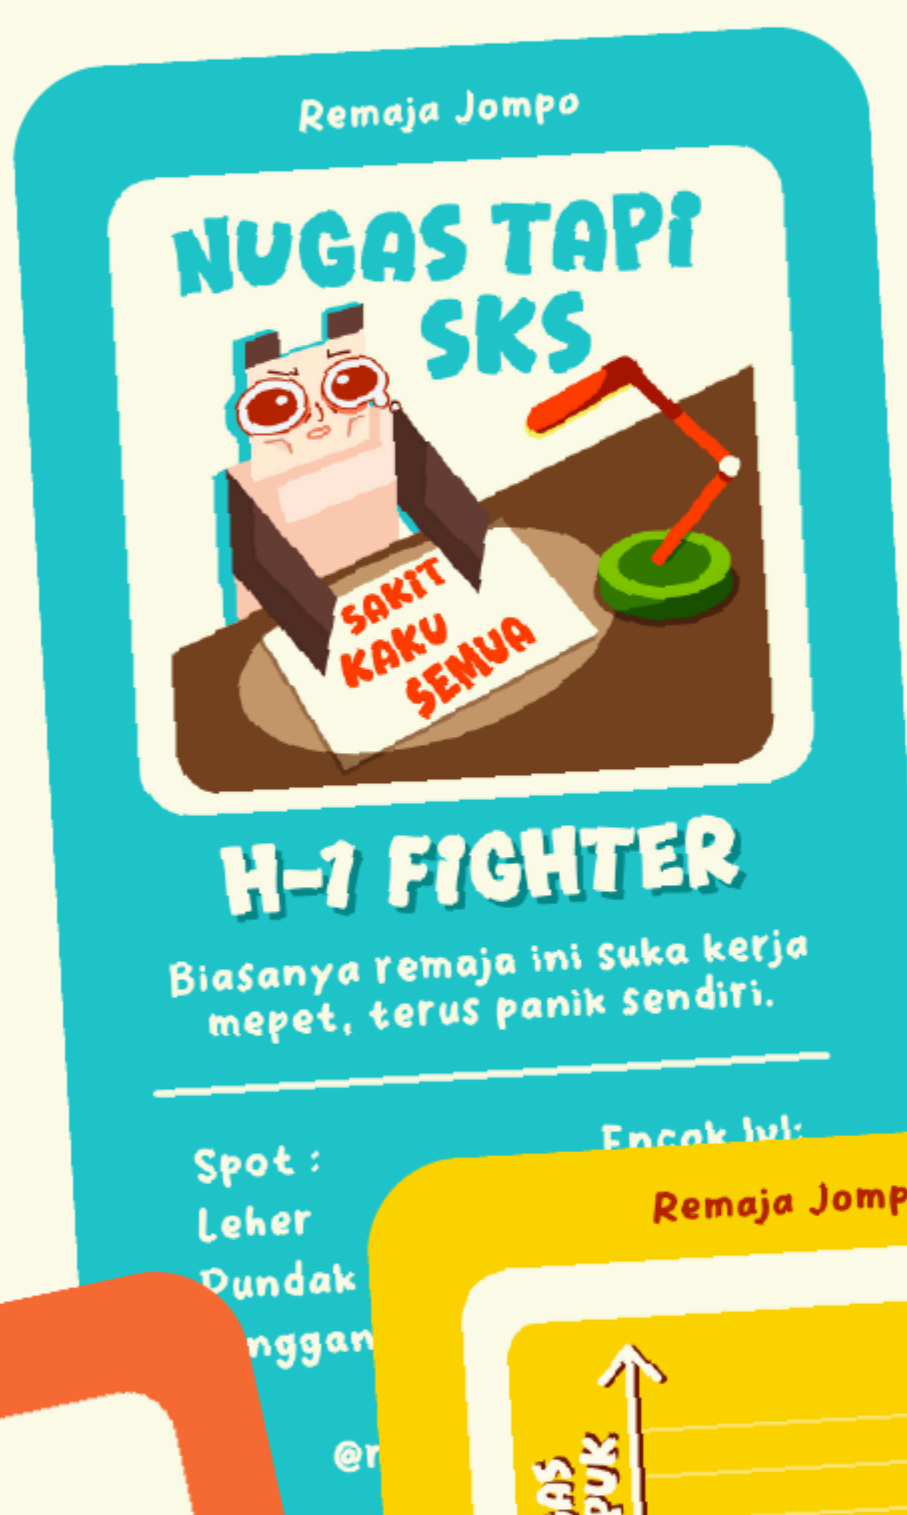 Remaja Jompo
NUGAS TAPi
SKS
SAKiT
KAKU
SEMUA
H-1 FiGHTER
Biasanya remaja ini suka kerja
mepet, terus panik sendiri.
Spot :
Encok lvl:
Leher
Pundak
Remaja Jomp